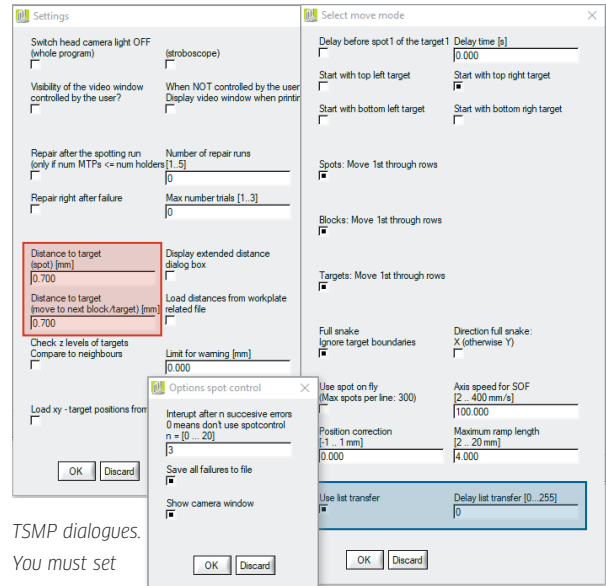 Settings
Switch head camera light OFF
(whole program)
(stroboscope)
Visibility of the video window
controlled by the user?
When NOT controlled by the user
Display video window when printin
Repair after the spotting run
(only if num MTPs <= num holders
Number of repair runs
[1..5]
0
Repair right after failure
Max number trials [1..3]
0
Distance to target
(spot) [mm]
0.700
Display extended distance
dialog box
Distance to target
(move to next block/target) [mm]
0.700
Load distances from workplate
related file
Check z levels of targets
Compare to neighbours
Limit for warning [mm]
0.000
Load xy - target positions from
OK
Discard
Options spot control
Interupt after n succesive errors
0 means don't use spotcontrol
n = [0 ... 20]
3
Save all failures to file
Show camera window
OK
Discard
Select move mode
Delay before spot1 of the target1
Delay time [s]
0.000
Start with top left target
Start with top right target
Start with bottom left target
Start with bottom righ target
Spots: Move 1st through rows
Blocks: Move 1st through rows
Targets: Move 1st through rows
Full snake
Ignore target boundaries
Direction full snake:
X (otherwise Y)
Use spot on fly
(Max spots per line: 300)
Axis speed for SOF
[2 .. 400 mm/s]
100.000
Position correction
[-1 .. 1 mm]
0.000
Maximum ramp length
[2 .. 20 mm]
4.000
Use list transfer
Delay list transfer [0...255]
0
OK
Discard
TSMP dialogues.
You must set